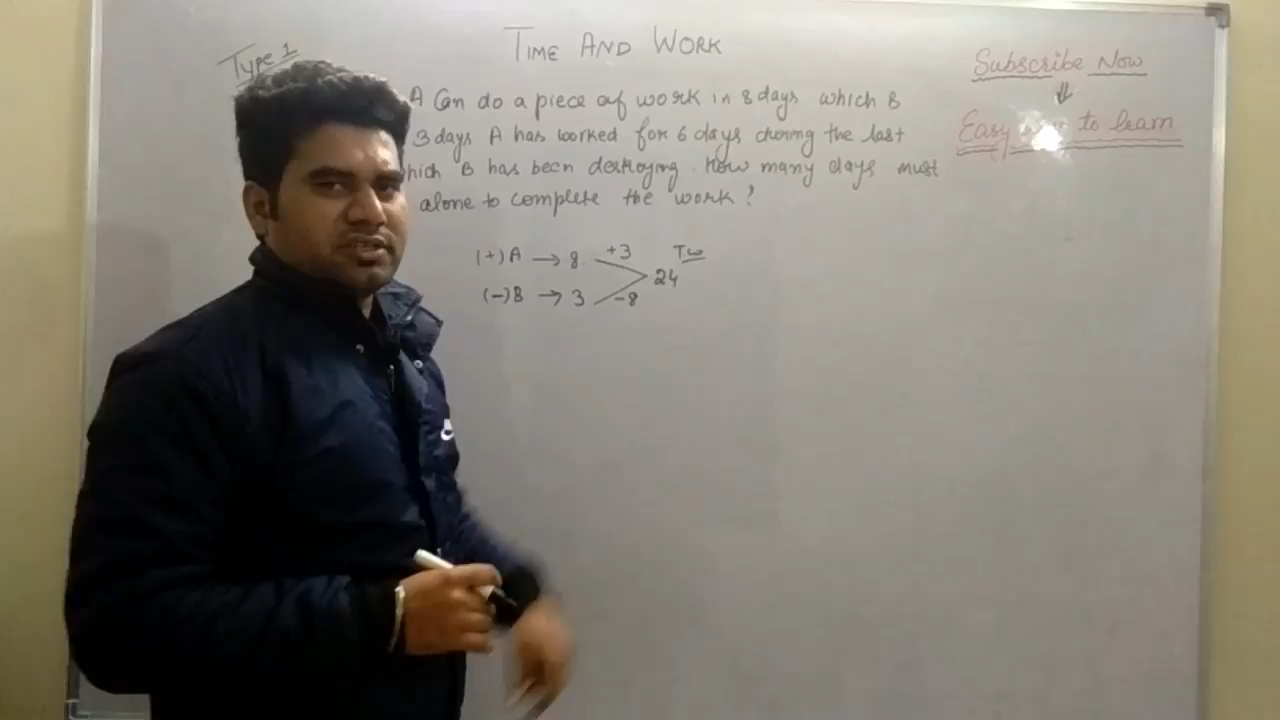 Type 1
TIME AND WORK
Subscribe Now
Easy to learn
A Can do a piece of work in 8 days which B
3 days A has worked for 6 days during the last
which B has been destroying. How many days must
alone to complete the work?
(+) A → 8 +3 24 Tw
(-) B → 3 -8